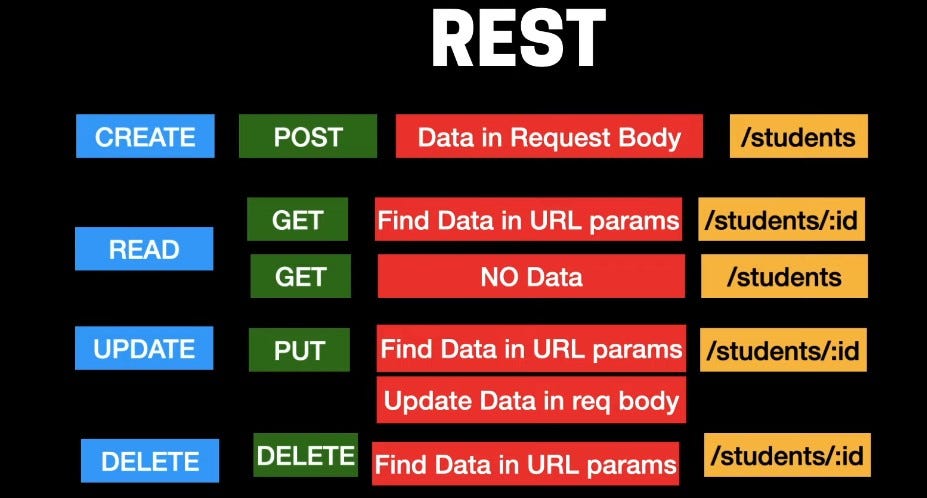 REST
CREATE POST Data in Request Body /students
READ
GET Find Data in URL params /students/:id
GET NO Data /students
UPDATE PUT Find Data in URL params /students/:id
Update Data in req body
DELETE DELETE Find Data in URL params /students/:id